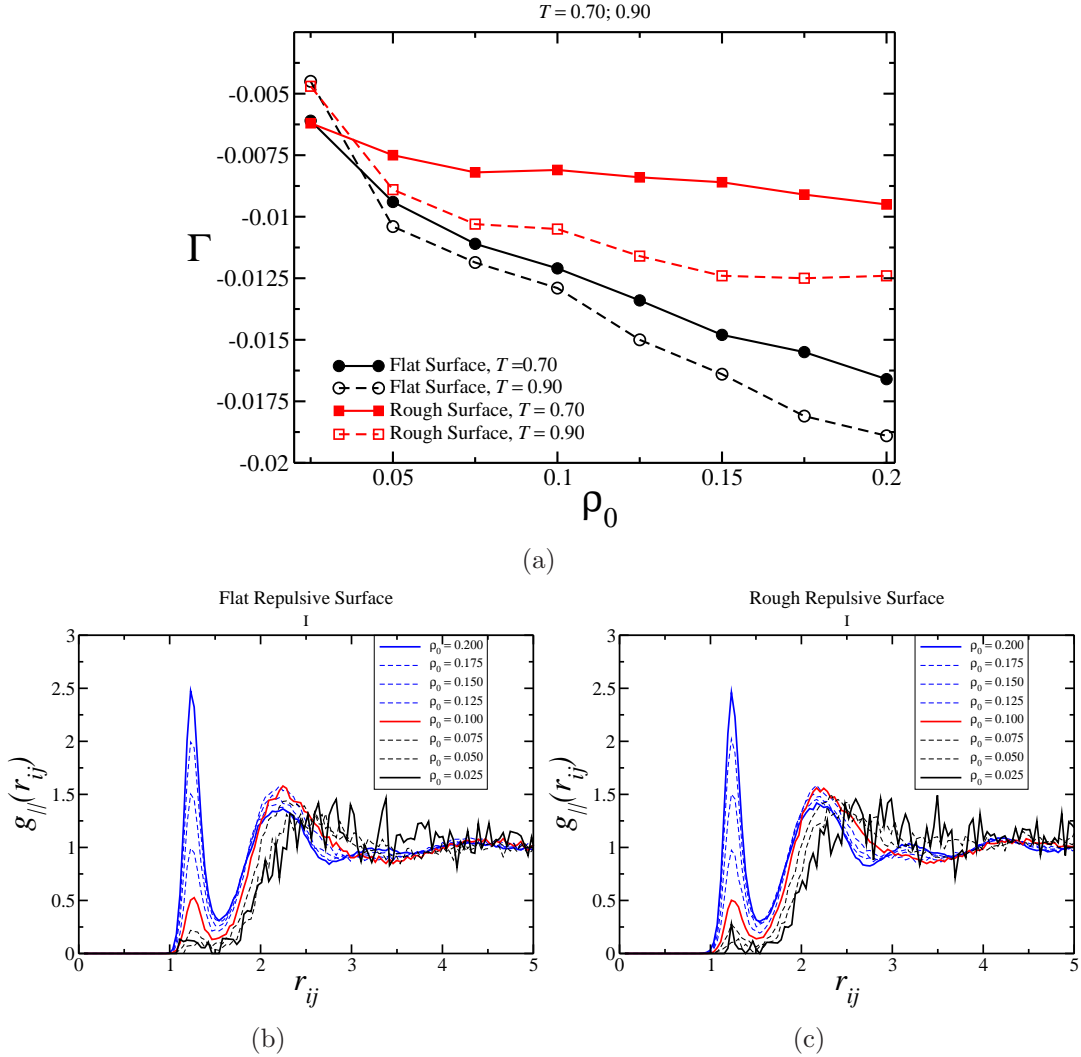 T = 0.70; 0.90
-0.005
-0.0075
-0.01
-0.0125
-0.015
-0.0175
-0.02
Γ
Flat Surface, T =0.70
Flat Surface, T = 0.90
Rough Surface, T = 0.70
Rough Surface, T = 0.90
0.05 0.1 0.15 0.2
ρ0
(a)
Flat Repulsive Surface
I
3
2.5
2
1.5
1
0.5
0
g//(rij)
ρ0 = 0.200
ρ0 = 0.175
ρ0 = 0.150
ρ0 = 0.125
ρ0 = 0.100
ρ0 = 0.075
ρ0 = 0.050
ρ0 = 0.025
0 1 2 3 4 5
rij
(b)
Rough Repulsive Surface
I
3
2.5
2
1.5
1
0.5
0
g//(rij)
ρ0 = 0.200
ρ0 = 0.175
ρ0 = 0.150
ρ0 = 0.125
ρ0 = 0.100
ρ0 = 0.075
ρ0 = 0.050
ρ0 = 0.025
0 1 2 3 4 5
rij
(c)